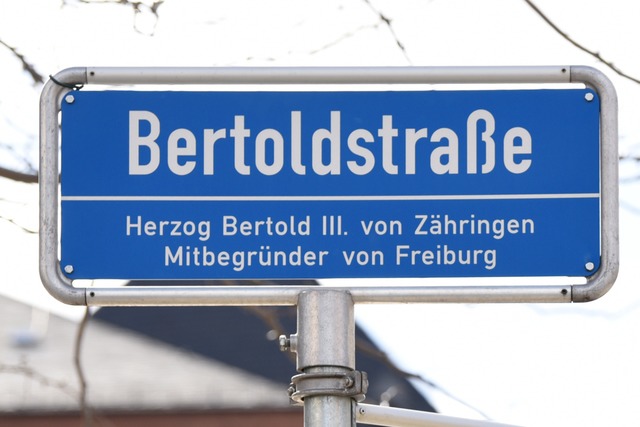 Bertoldstraße
Herzog Bertold III. von Zähringen
Mitbegründer von Freiburg